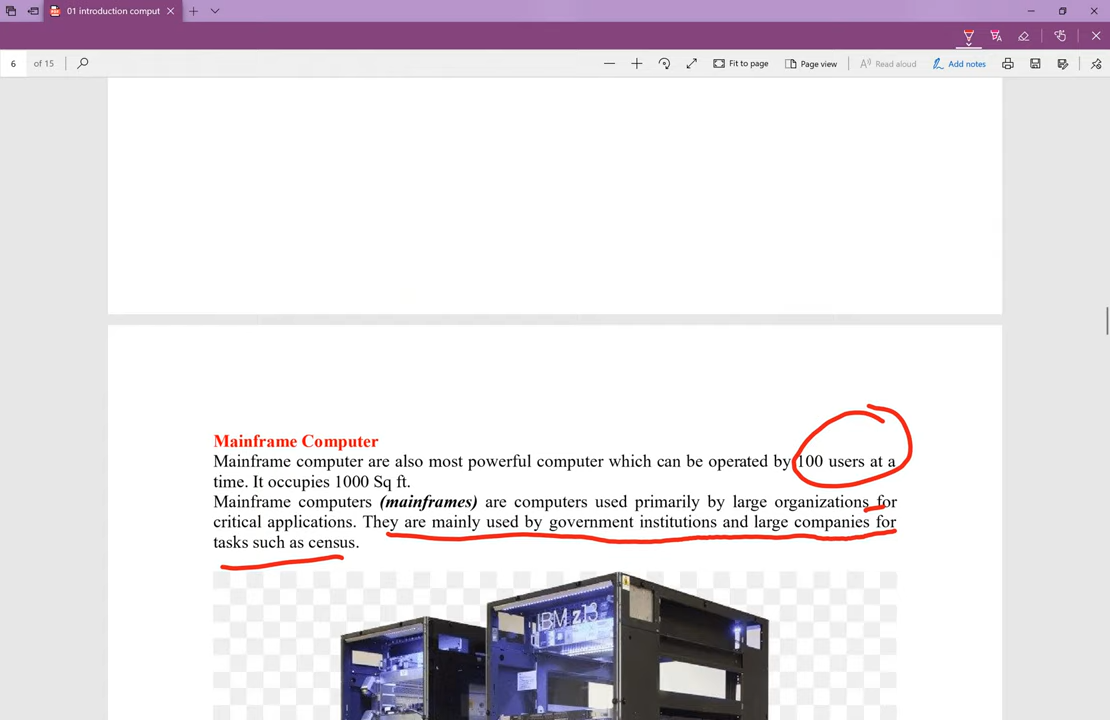 01 introduction comput
6 of 15
Fit to page
Page view
Read aloud
Add notes
Mainframe Computer
Mainframe computer are also most powerful computer which can be operated by 100 users at a
time. It occupies 1000 Sq ft.
Mainframe computers (mainframes) are computers used primarily by large organizations for
critical applications. They are mainly used by government institutions and large companies for
tasks such as census.
IBM z13